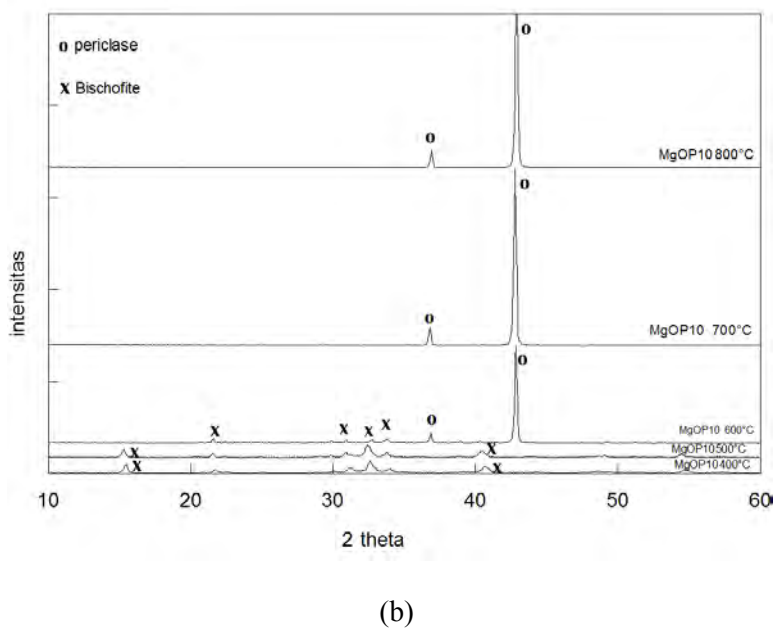 o periclase
x Bischofite
o
o
MgOP10 800°C
o
o
MgOP10 700°C
o
x x x x o
MgOP10 600°C
x x
MgOP10500°C
x x
MgOP10400°C
intensitas
10 20 30 40 50 60
2 theta
(b)